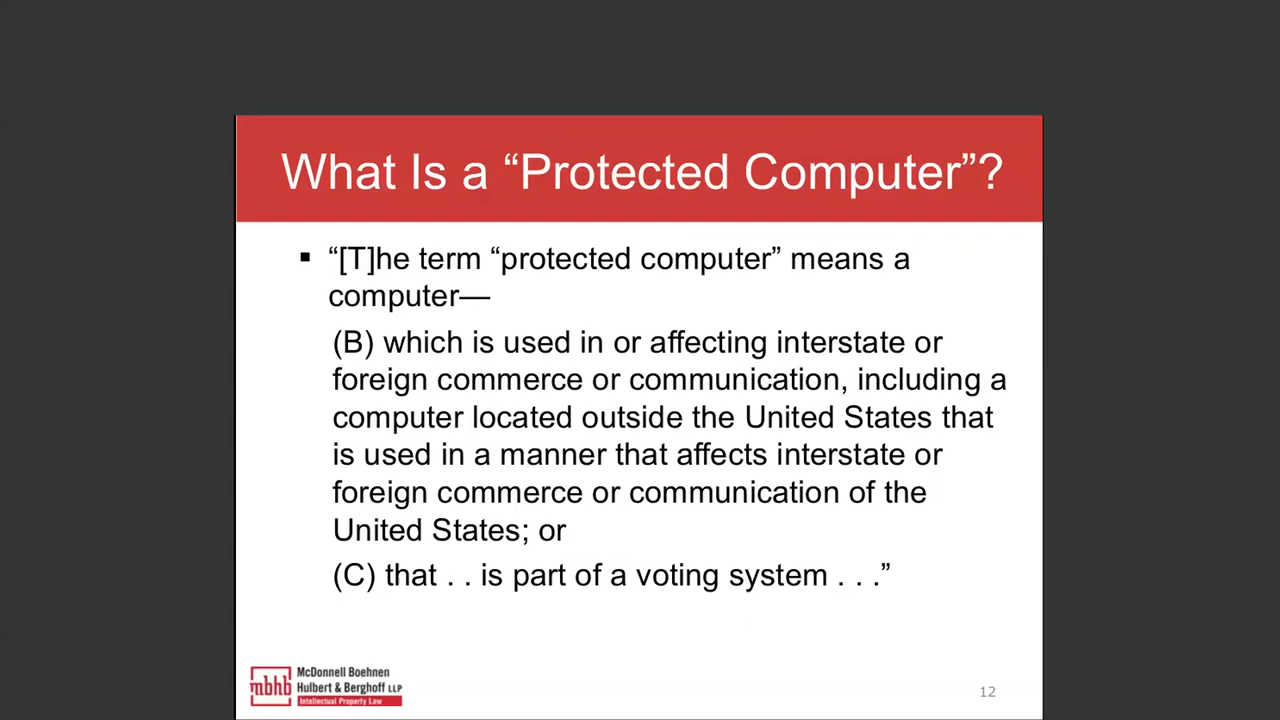 What Is a “Protected Computer”?
▪ “[T]he term “protected computer” means a
computer—
(B) which is used in or affecting interstate or
foreign commerce or communication, including a
computer located outside the United States that
is used in a manner that affects interstate or
foreign commerce or communication of the
United States; or
(C) that . . is part of a voting system . . .”
mbhb
McDonnell Boehnen
Hulbert & Berghoff LLP
Intellectual Property Law
12